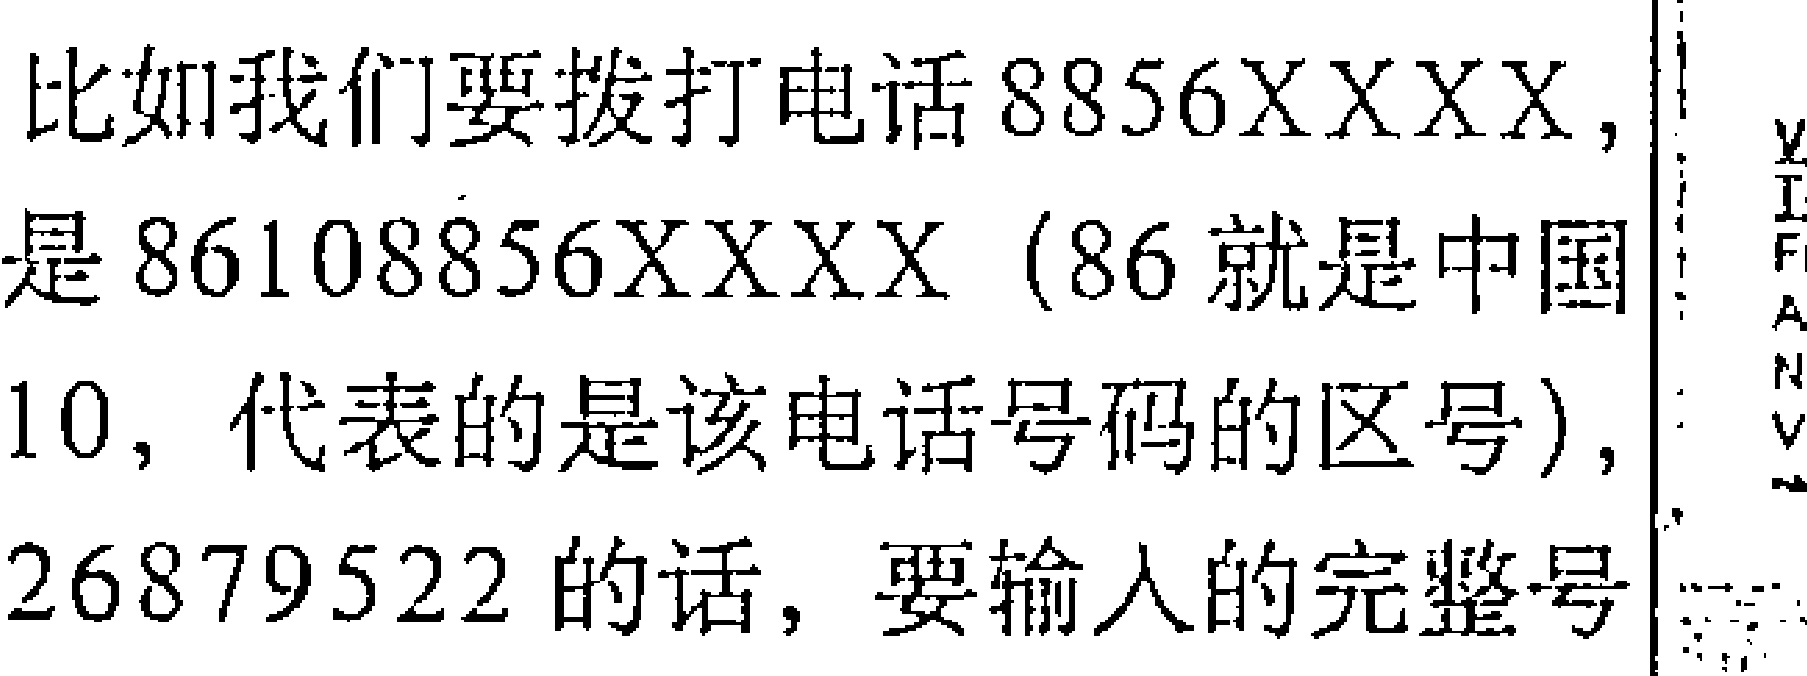 比如我们要拨打电话8856XXXX，
是86108856XXXX（86就是中国
10，代表的是该电话号码的区号），
26879522的话，要输入的完整号